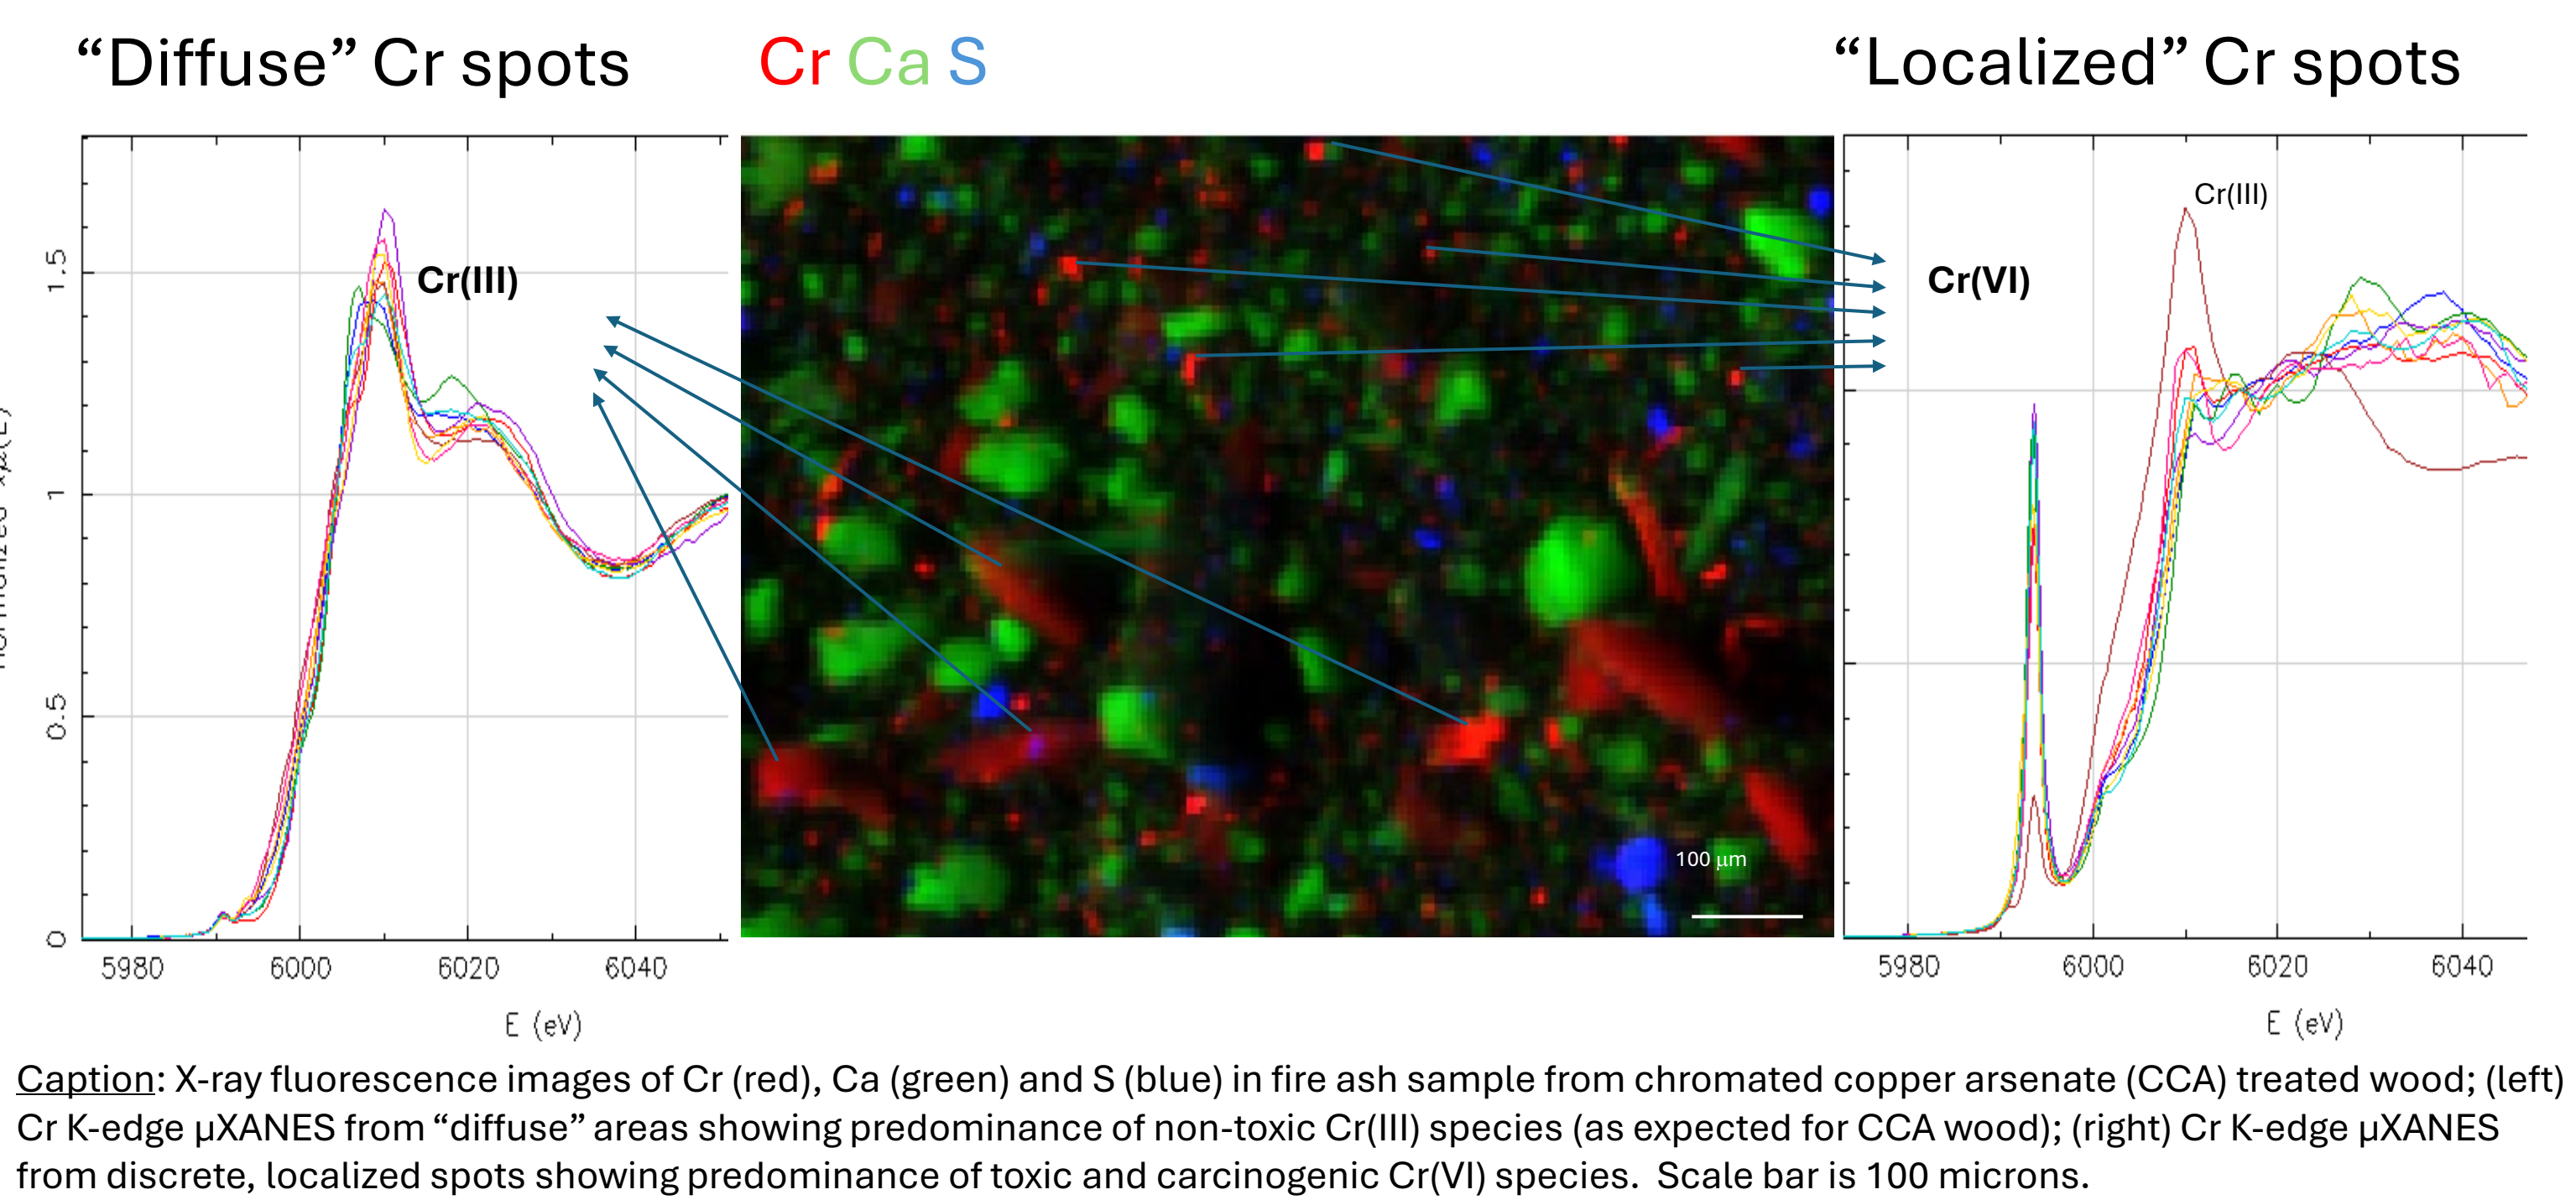 “Diffuse” Cr spots
Cr Ca S
“Localized” Cr spots
1.5
1
0.5
0
Cr(III)
5980 6000 6020 6040
E (eV)
100 μm
Cr(III)
Cr(VI)
5980 6000 6020 6040
E (eV)
Caption: X-ray fluorescence images of Cr (red), Ca (green) and S (blue) in fire ash sample from chromated copper arsenate (CCA) treated wood; (left)
Cr K-edge μXANES from “diffuse” areas showing predominance of non-toxic Cr(III) species (as expected for CCA wood); (right) Cr K-edge μXANES
from discrete, localized spots showing predominance of toxic and carcinogenic Cr(VI) species. Scale bar is 100 microns.